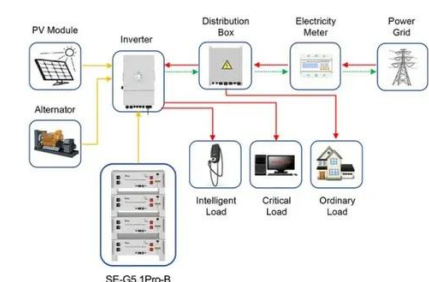 PV Module
Inverter
Distribution
Box
Electricity
Meter
Power
Grid
Alternator
Intelligent
Load
Critical
Load
Ordinary
Load
SE-G5.1Pro-B